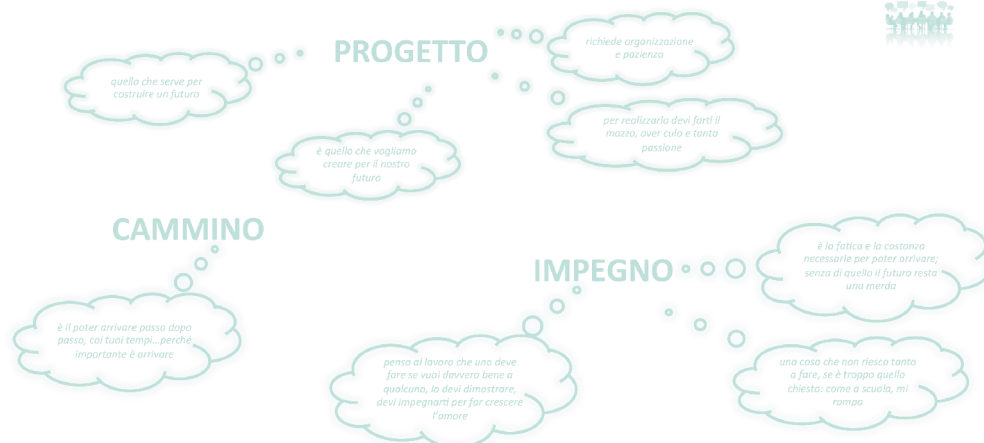 PROGETTO
richiede organizzazione
e pazienza
quello che serve per
costruire un futuro
per realizzarlo devi farti il
mazzo, aver culo e tanta
passione
è quello che vogliamo
creare per il nostro
futuro
CAMMINO
è il poter arrivare passo dopo
passo, coi tuoi tempi...perché
importante è arrivare
IMPEGNO
è la fatica e la costanza
necessarie per poter arrivare;
senza di quello il futuro resta
una merda
penso al lavoro che uno deve
fare se vuoi davvero bene a
qualcuno, lo devi dimostrare,
devi impegnarti per far crescere
l'amore
una cosa che non riesco tanto
a fare, se è troppo quello
chiesto: come a scuola, mi
rompo